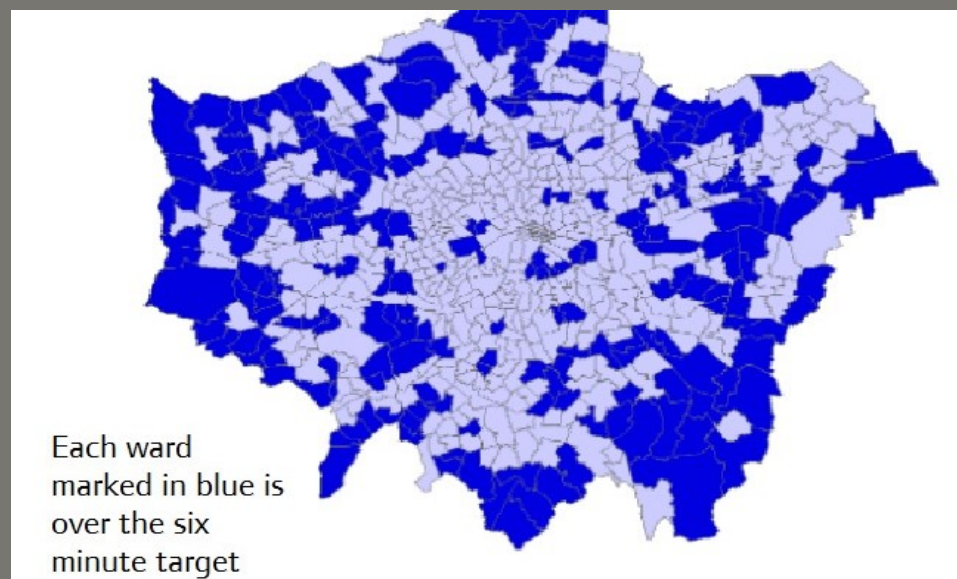 Each ward
marked in blue is
over the six
minute target